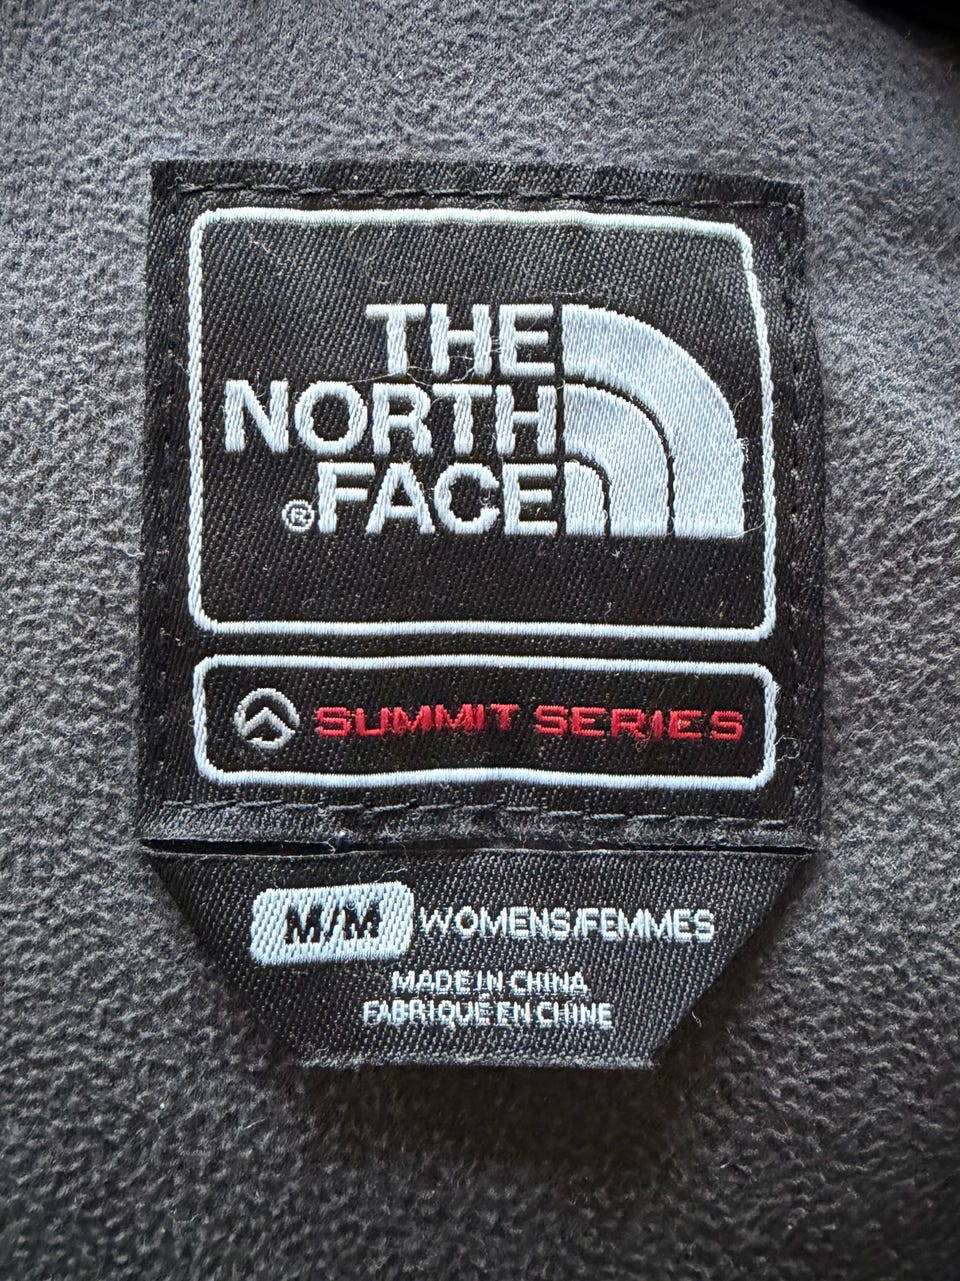 THE
NORTH
®FACE
SUMMIT SERIES
M/M WOMENS/FEMMES
MADE IN CHINA
FABRIQUÉ EN CHINE